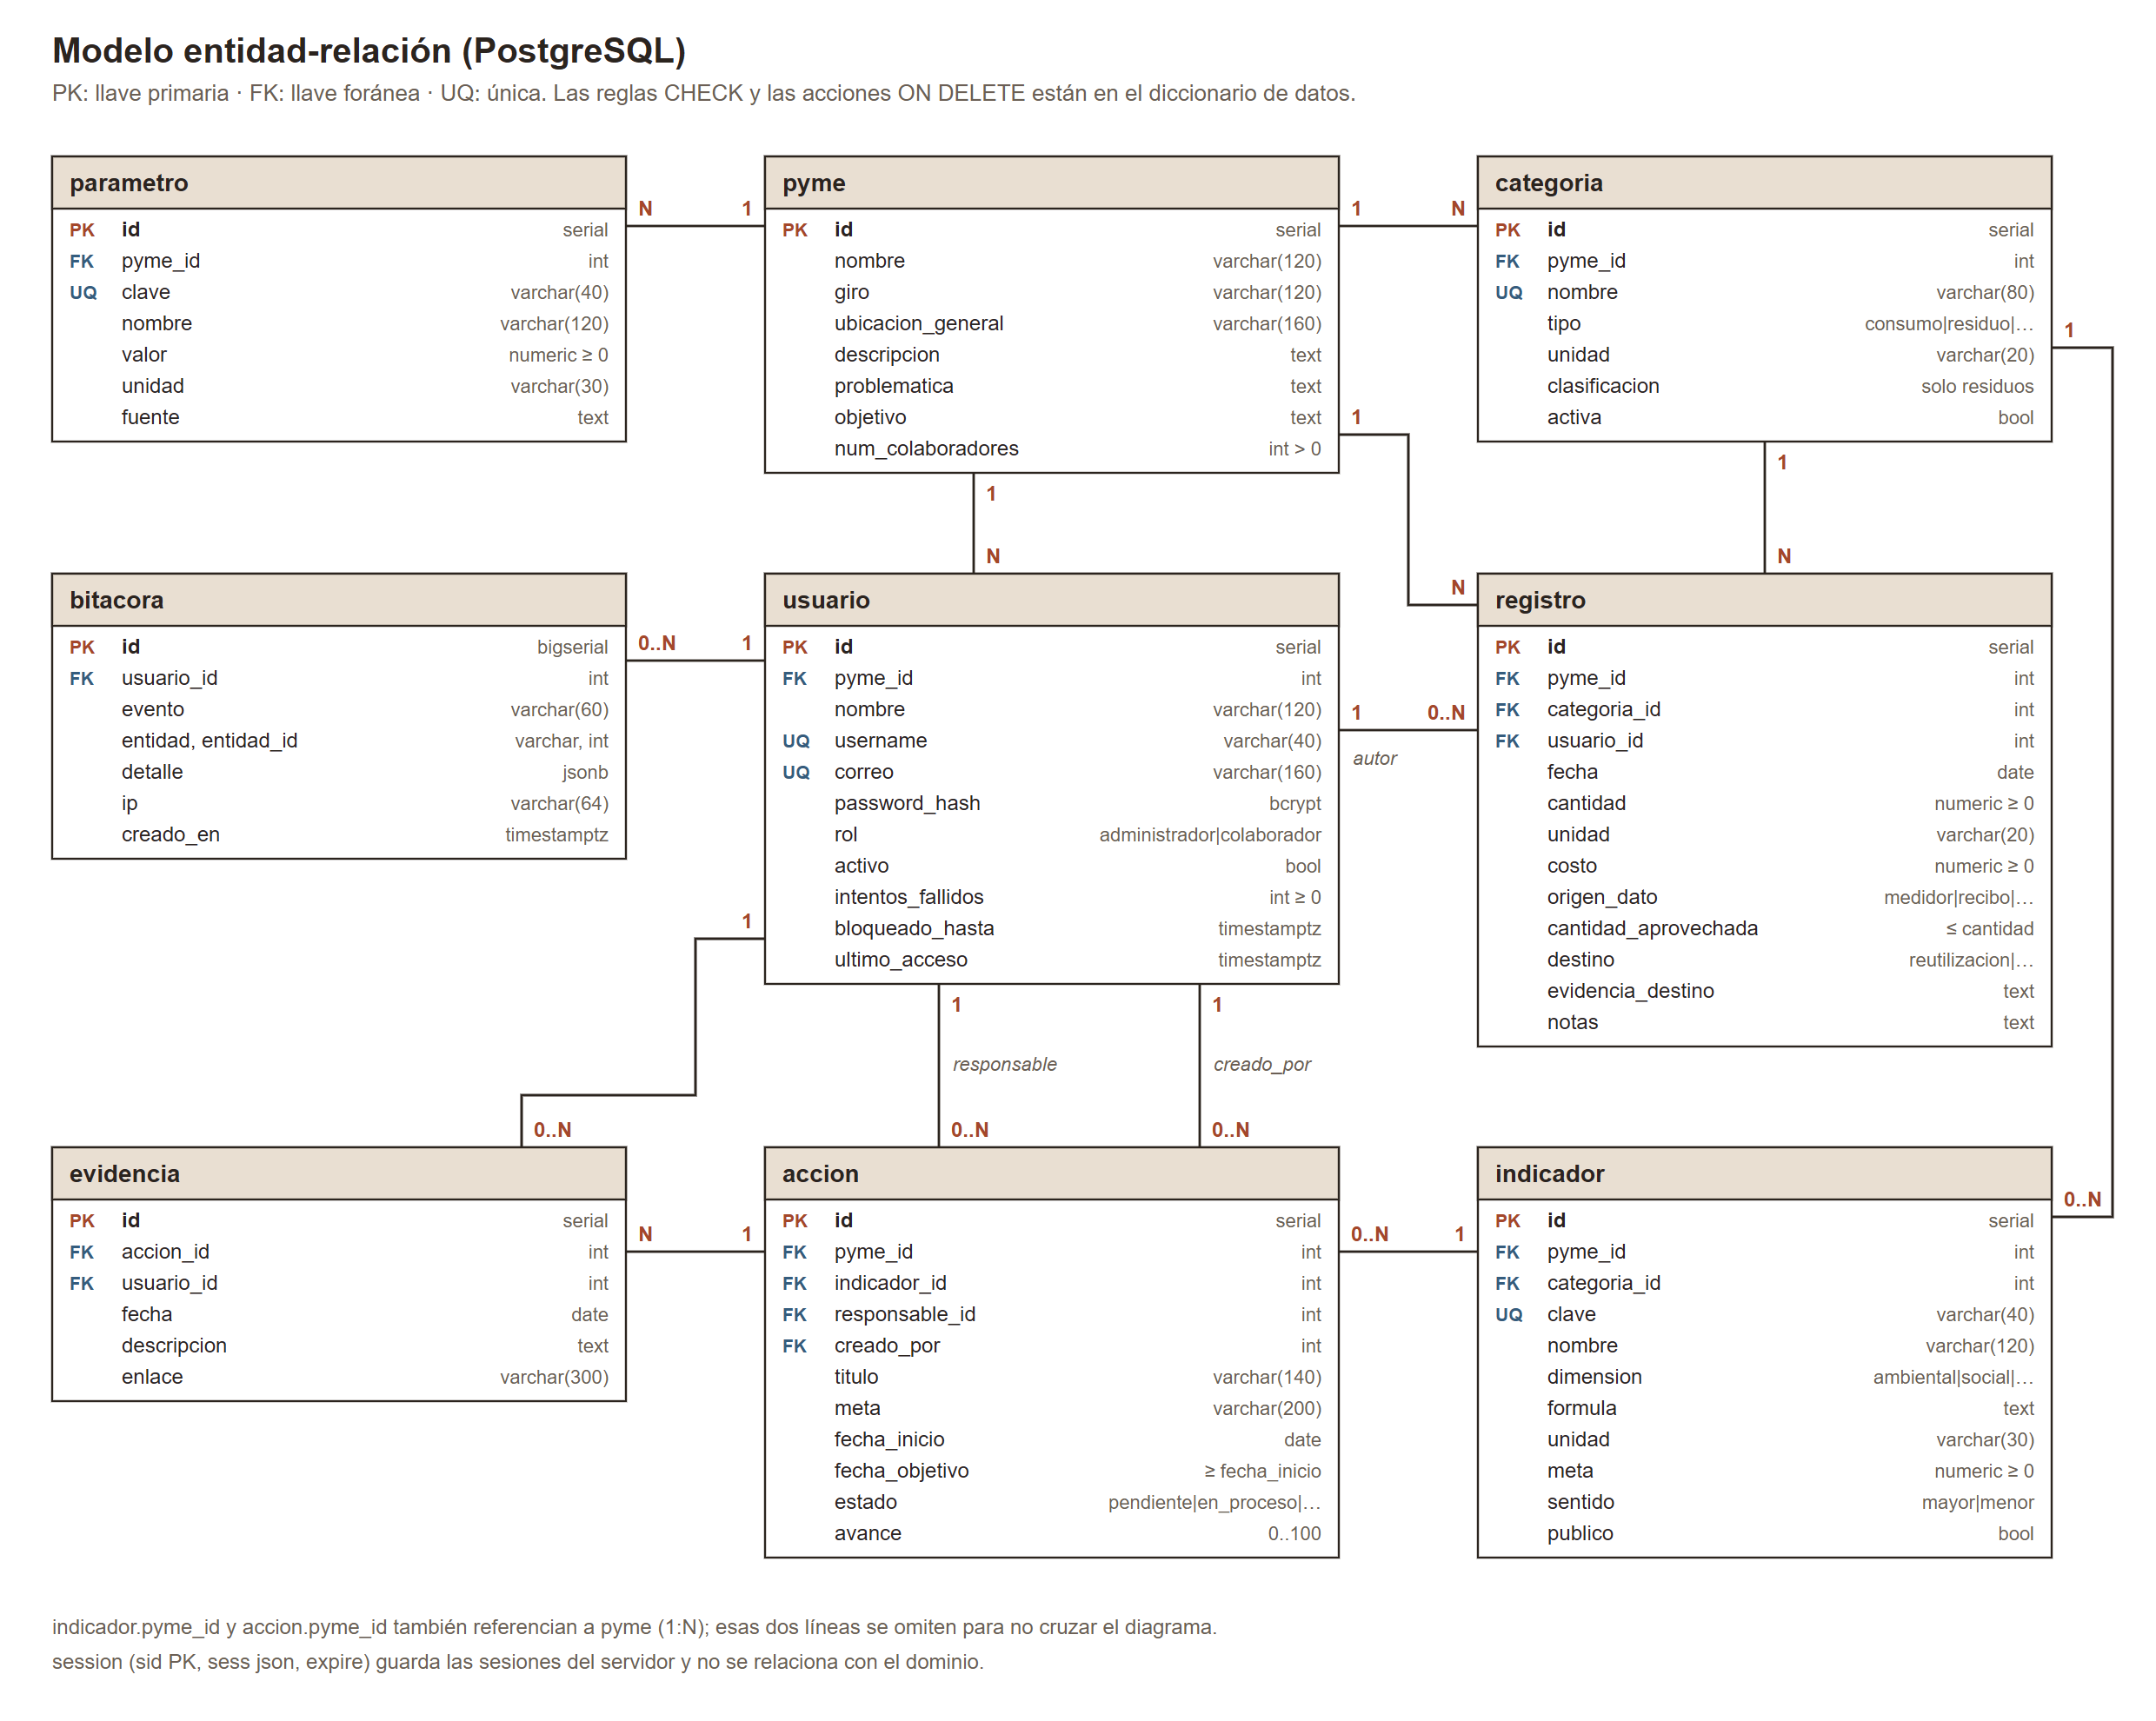 Modelo entidad-relación (PostgreSQL)
PK: llave primaria · FK: llave foránea · UQ: única. Las reglas CHECK y las acciones ON DELETE están en el diccionario de datos.
parametro
PK id serial
FK pyme_id int
UQ clave varchar(40)
nombre varchar(120)
valor numeric ≥ 0
unidad varchar(30)
fuente text
N 1
pyme
PK id serial
nombre varchar(120)
giro varchar(120)
ubicacion_general varchar(160)
descripcion text
problematica text
objetivo text
num_colaboradores int > 0
1 N
categoria
PK id serial
FK pyme_id int
UQ nombre varchar(80)
tipo consumo|residuo|…
unidad varchar(20)
clasificacion solo residuos
activa bool
1
1
1
1
N
N
N
bitacora
PK id bigserial
FK usuario_id int
evento varchar(60)
entidad, entidad_id varchar, int
detalle jsonb
ip varchar(64)
creado_en timestamptz
0..N 1
usuario
PK id serial
FK pyme_id int
nombre varchar(120)
UQ username varchar(40)
UQ correo varchar(160)
password_hash bcrypt
rol administrador|colaborador
activo bool
intentos_fallidos int ≥ 0
bloqueado_hasta timestamptz
ultimo_acceso timestamptz
1 0..N
autor
registro
PK id serial
FK pyme_id int
FK categoria_id int
FK usuario_id int
fecha date
cantidad numeric ≥ 0
unidad varchar(20)
costo numeric ≥ 0
origen_dato medidor|recibo|…
cantidad_aprovechada ≤ cantidad
destino reutilizacion|…
evidencia_destino text
notas text
1
1
1
responsable
creado_por
0..N
0..N
0..N
0..N
evidencia
PK id serial
FK accion_id int
FK usuario_id int
fecha date
descripcion text
enlace varchar(300)
N 1
accion
PK id serial
FK pyme_id int
FK indicador_id int
FK responsable_id int
FK creado_por int
titulo varchar(140)
meta varchar(200)
fecha_inicio date
fecha_objetivo ≥ fecha_inicio
estado pendiente|en_proceso|…
avance 0..100
0..N 1
indicador
PK id serial
FK pyme_id int
FK categoria_id int
UQ clave varchar(40)
nombre varchar(120)
dimension ambiental|social|…
formula text
unidad varchar(30)
meta numeric ≥ 0
sentido mayor|menor
publico bool
indicador.pyme_id y accion.pyme_id también referencian a pyme (1:N); esas dos líneas se omiten para no cruzar el diagrama.
session (sid PK, sess json, expire) guarda las sesiones del servidor y no se relaciona con el dominio.